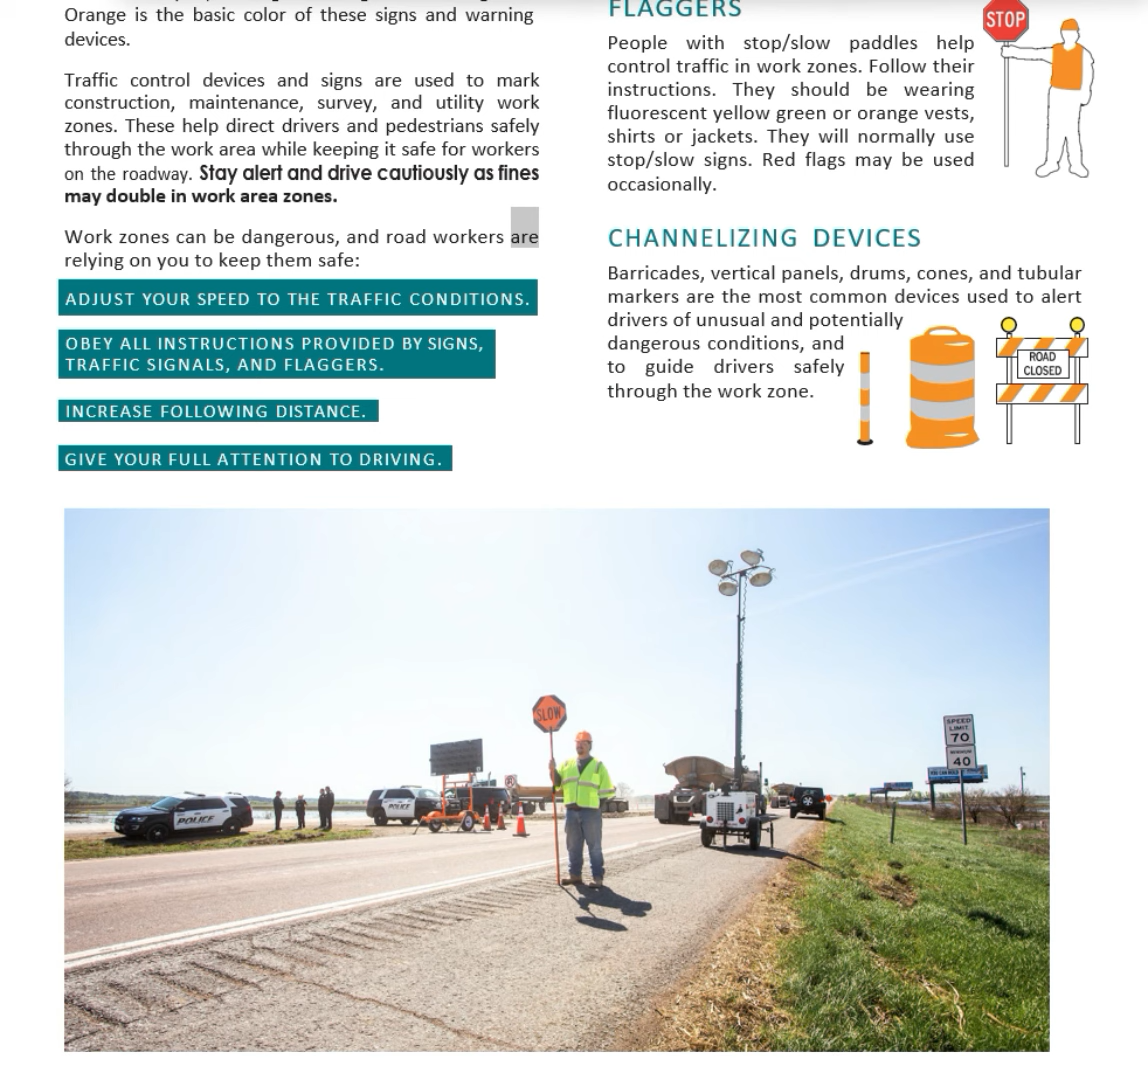 Orange is the basic color of these signs and warning
devices.
Traffic control devices and signs are used to mark
construction, maintenance, survey, and utility work
zones. These help direct drivers and pedestrians safely
through the work area while keeping it safe for workers
on the roadway. Stay alert and drive cautiously as fines
may double in work area zones.
Work zones can be dangerous, and road workers are
relying on you to keep them safe:
ADJUST YOUR SPEED TO THE TRAFFIC CONDITIONS.
OBEY ALL INSTRUCTIONS PROVIDED BY SIGNS,
TRAFFIC SIGNALS, AND FLAGGERS.
INCREASE FOLLOWING DISTANCE.
GIVE YOUR FULL ATTENTION TO DRIVING.
FLAGGERS
People with stop/slow paddles help
control traffic in work zones. Follow their
instructions. They should be wearing
fluorescent yellow green or orange vests,
shirts or jackets. They will normally use
stop/slow signs. Red flags may be used
occasionally.
STOP
CHANNELIZING DEVICES
Barricades, vertical panels, drums, cones, and tubular
markers are the most common devices used to alert
drivers of unusual and potentially
dangerous conditions, and
to guide drivers safely
through the work zone.
ROAD
CLOSED
SLOW
POLICE
POLICE
SPEED
LIMIT
70
MINIMUM
40